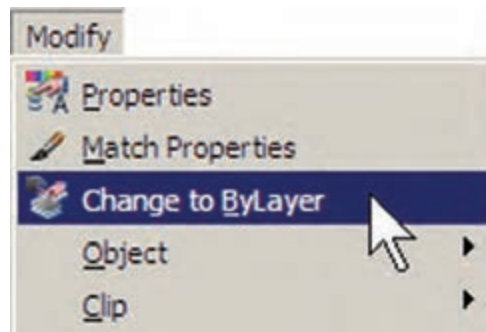 Modify
Properties
Match Properties
Change to ByLayer
Object
Clip